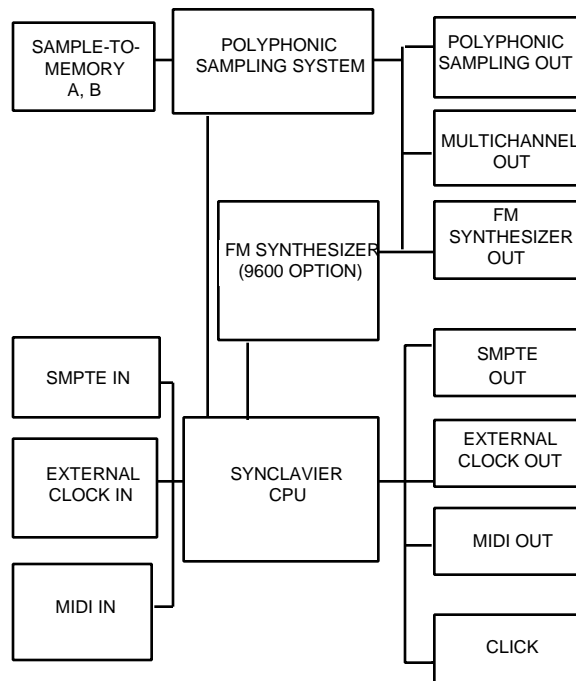 SAMPLE-TO-
MEMORY
A, B
POLYPHONIC
SAMPLING SYSTEM
POLYPHONIC
SAMPLING OUT
MULTICHANNEL
OUT
FM SYNTHESIZER
(9600 OPTION)
FM
SYNTHESIZER
OUT
SMPTE IN
SMPTE
OUT
EXTERNAL
CLOCK IN
SYNCLAVIER
CPU
EXTERNAL
CLOCK OUT
MIDI OUT
MIDI IN
CLICK